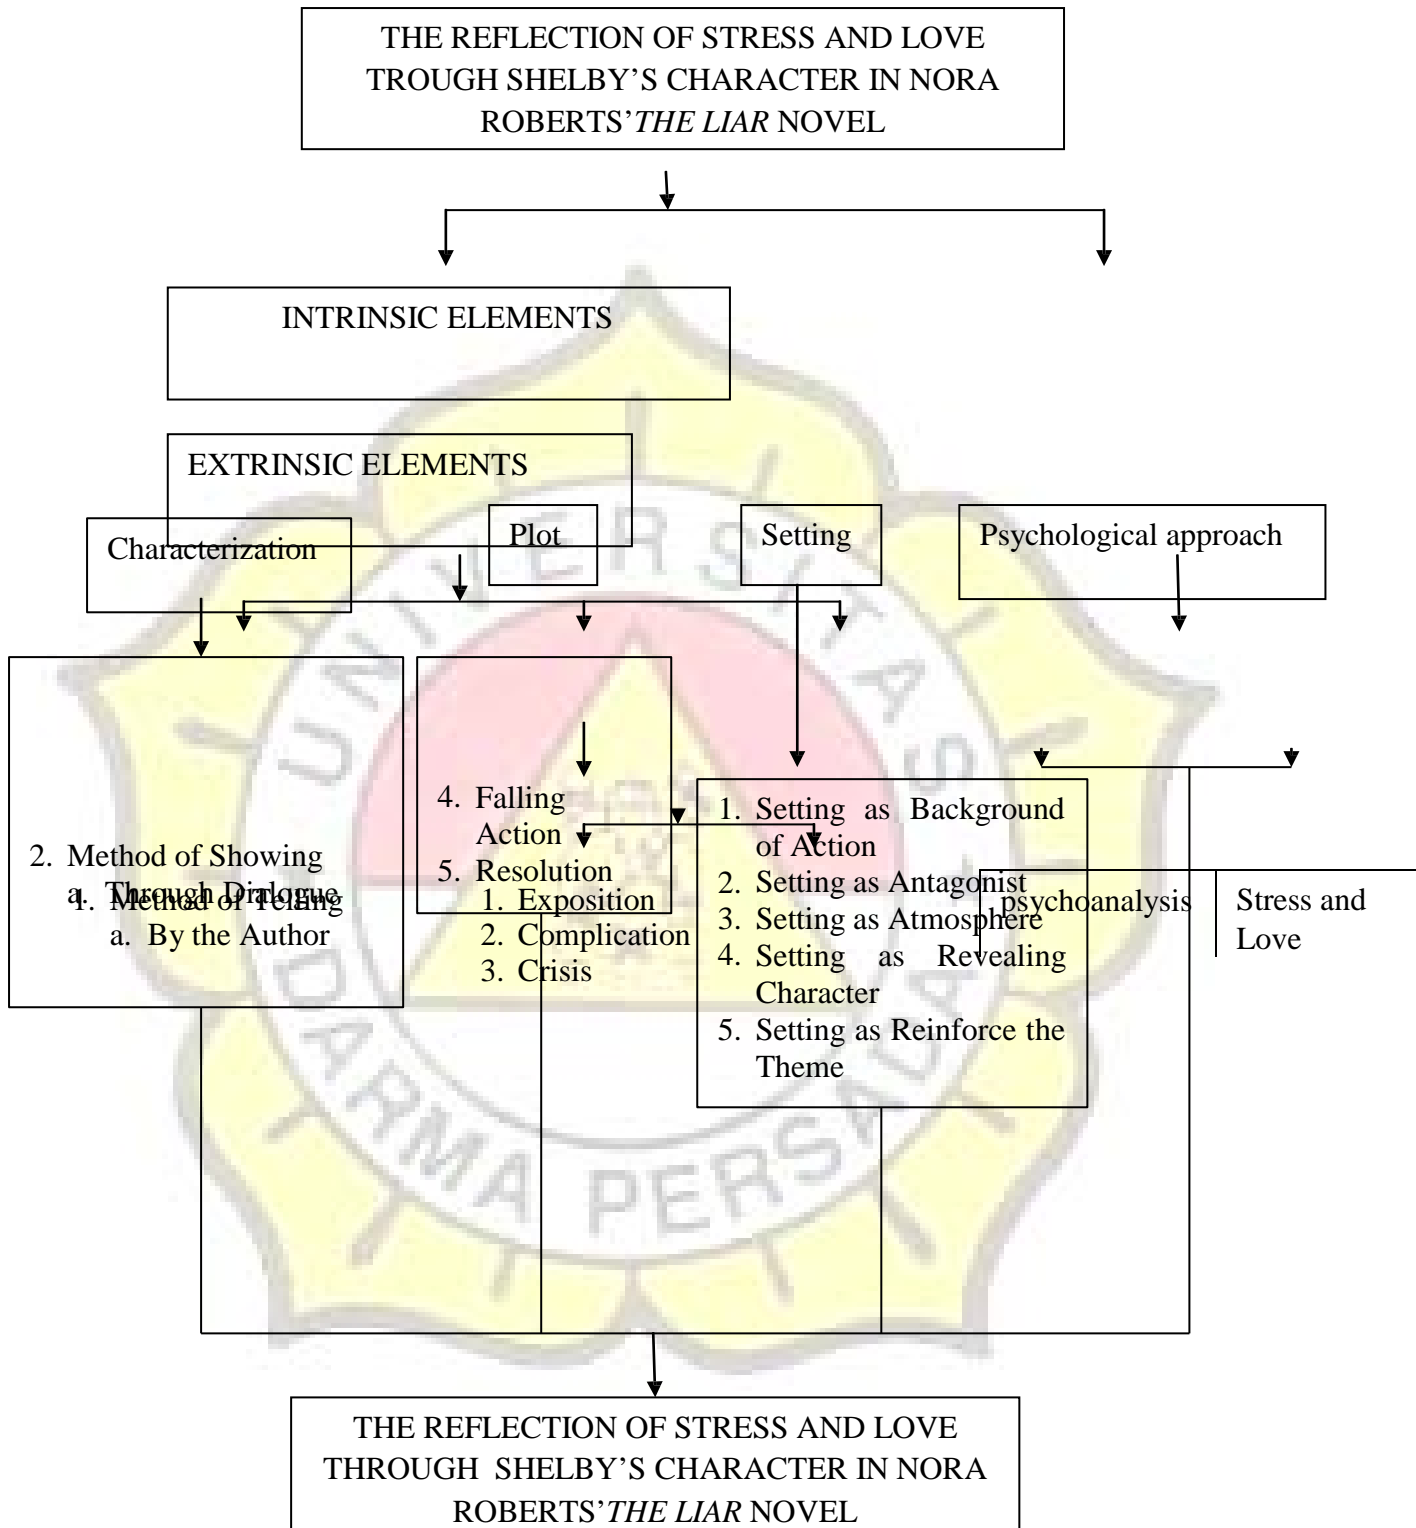 THE REFLECTION OF STRESS AND LOVE
TROUGH SHELBY’S CHARACTER IN NORA
ROBERTS’THE LIAR NOVEL
INTRINSIC ELEMENTS
EXTRINSIC ELEMENTS
Characterization
Plot
Setting
Psychological approach
2. Method of Showing
a. Through Dialogue
1. Method of Telling
a. By the Author
4. Falling
Action
5. Resolution
1. Exposition
2. Complication
3. Crisis
1. Setting as Background
of Action
2. Setting as Antagonist
3. Setting as Atmosphere
4. Setting as Revealing
Character
5. Setting as Reinforce the
Theme
psychoanalysis
Stress and
Love
UNIVERSITAS
DARMA PERSADA
THE REFLECTION OF STRESS AND LOVE
THROUGH SHELBY’S CHARACTER IN NORA
ROBERTS’THE LIAR NOVEL